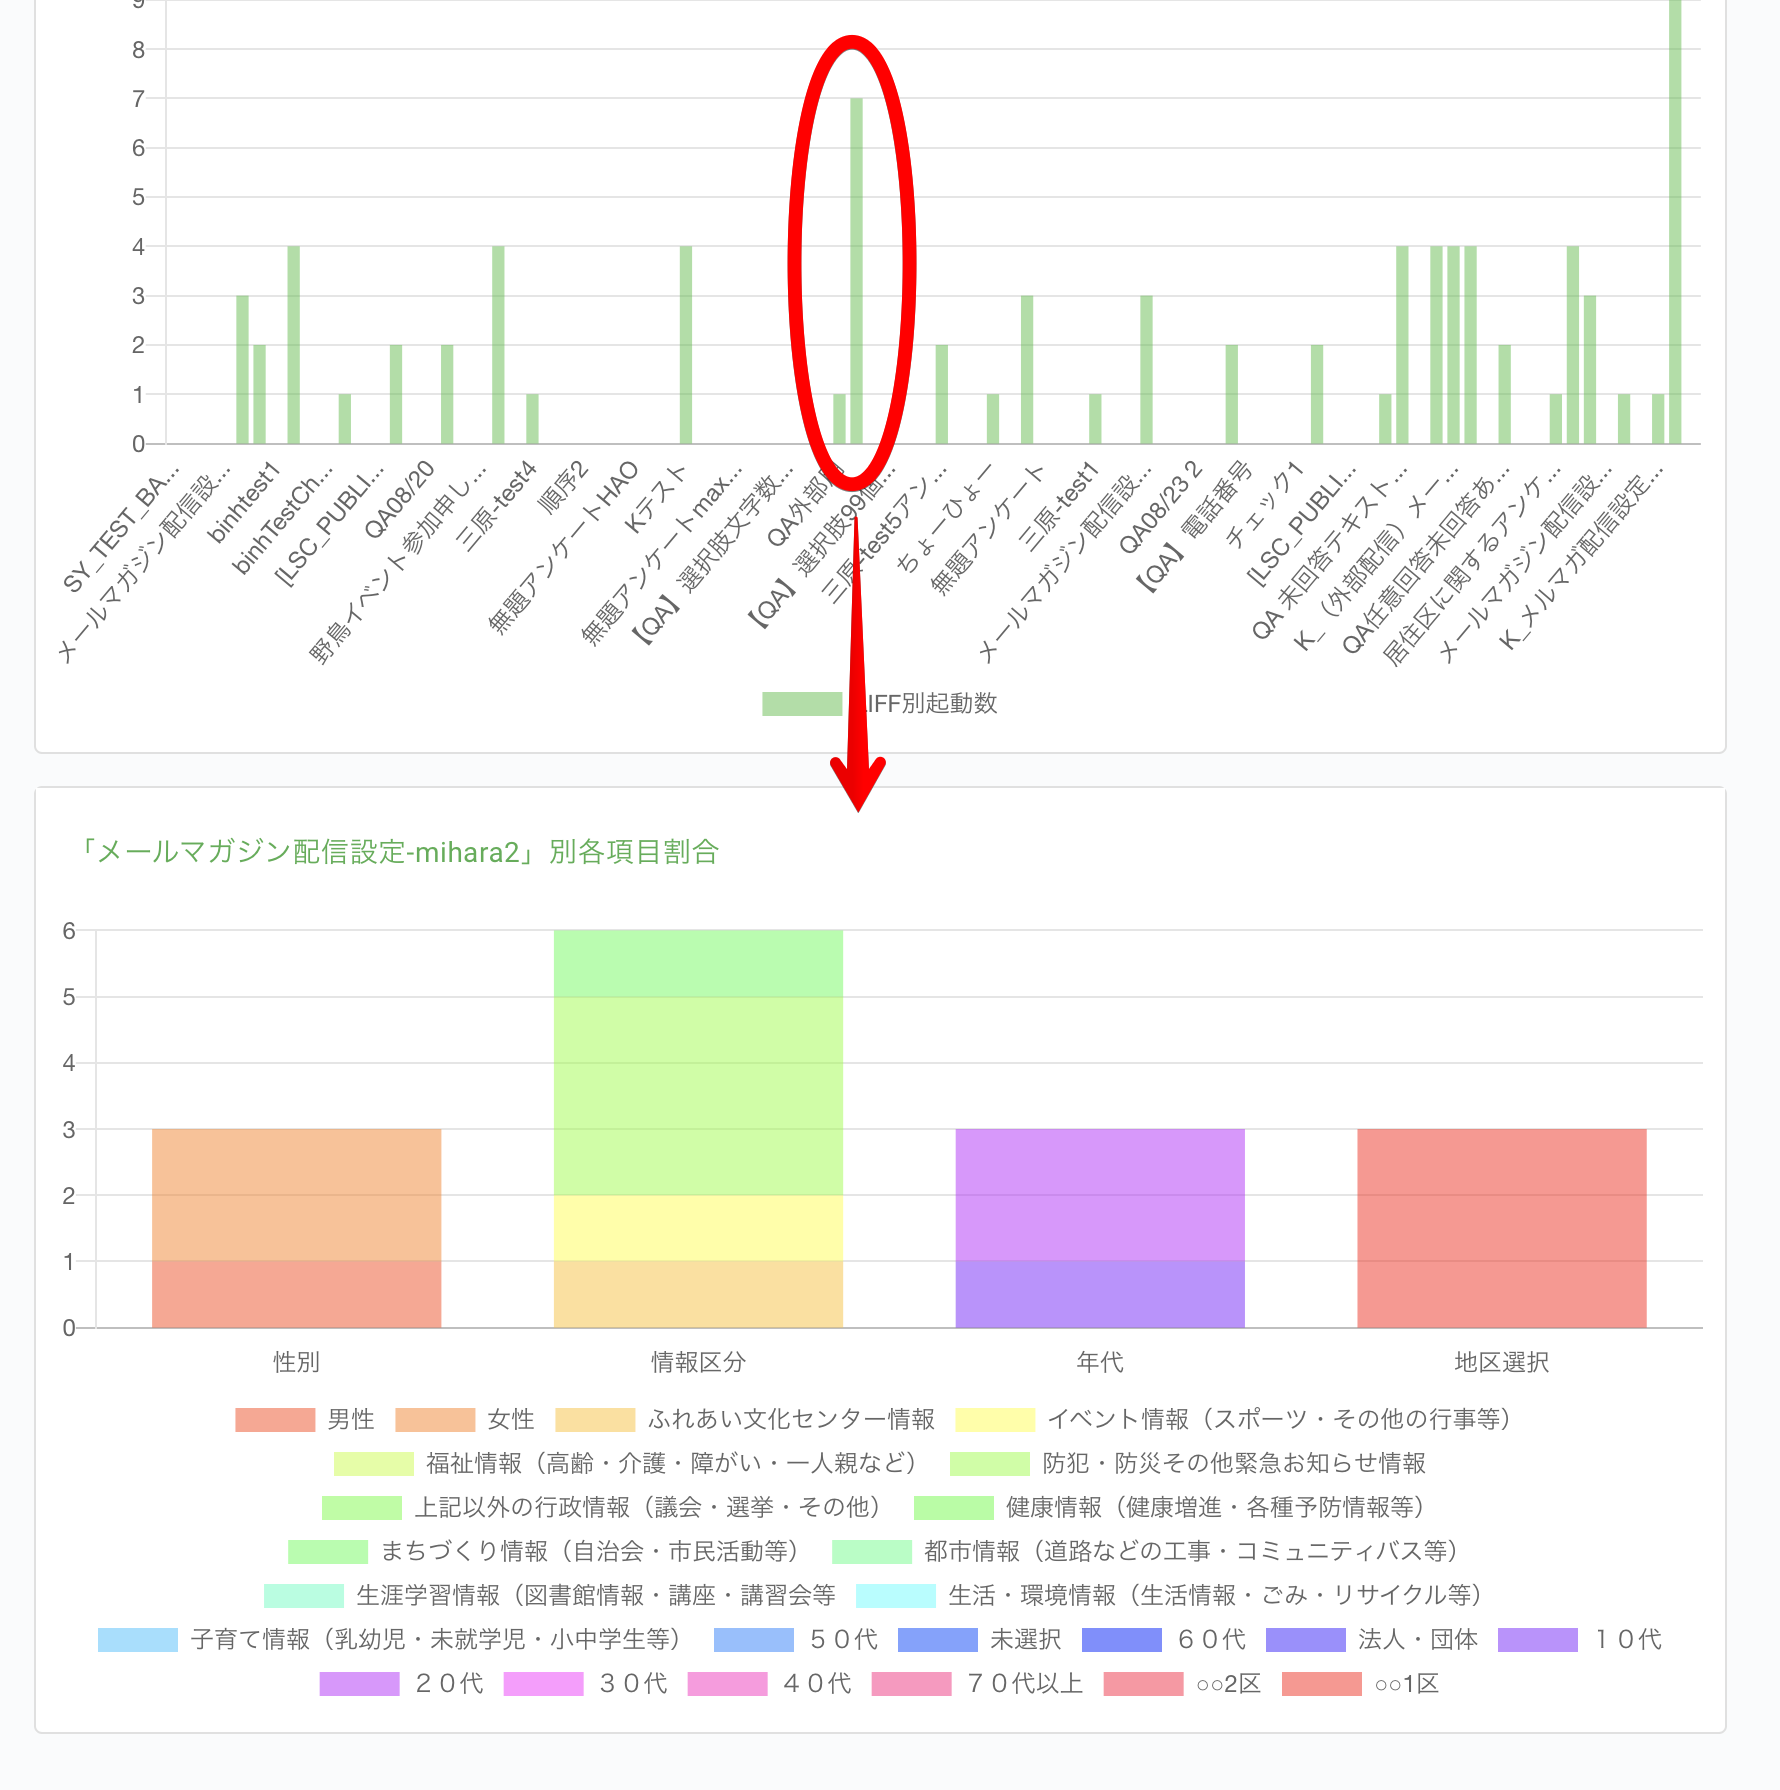 9
8
7
6
5
4
3
2
1
0
SY_TEST_BA...
メールマガジン配信設...
binhtest1
binhTestCh...
[LSC_PUBLI...
QA08/20
野鳥イベント参加申し...
三原-test4
順序2
無題アンケートHAO
Kテスト
無題アンケートmax...
【QA】選択肢文字数...
QA外部
【QA】選択肢99個...
三原-test5アン...
ちょーひょー
無題アンケート
三原-test1
メールマガジン配信設...
QA08/23 2
【QA】電話番号
チェック1
[LSC_PUBLI...
QA 未回答テキスト...
K_（外部配信）メー...
QA任意回答未回答あ...
居住区に関するアンケ...
メールマガジン配信設...
K_メルマガ配信設定...
IFF別起動数
「メールマガジン配信設定-mihara2」別各項目割合
6
5
4
3
2
1
0
性別 情報区分 年代 地区選択
男性 女性 ふれあい文化センター情報 イベント情報（スポーツ・その他の行事等）
福祉情報（高齢・介護・障がい・一人親など） 防犯・防災その他緊急お知らせ情報
上記以外の行政情報（議会・選挙・その他） 健康情報（健康増進・各種予防情報等）
まちづくり情報（自治会・市民活動等） 都市情報（道路などの工事・コミュニティバス等）
生涯学習情報（図書館情報・講座・講習会等 生活・環境情報（生活情報・ごみ・リサイクル等）
子育て情報（乳幼児・未就学児・小中学生等） ５０代 未選択 ６０代 法人・団体 １０代
２０代 ３０代 ４０代 ７０代以上 ○○2区 ○○1区